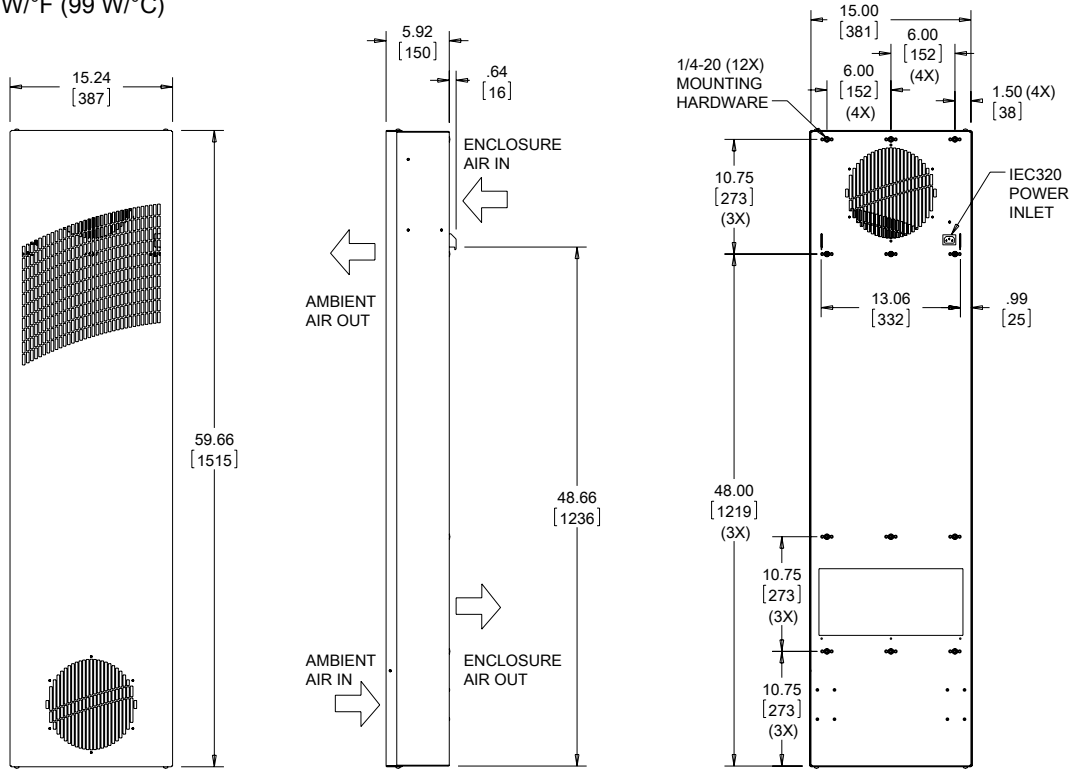 W/°F (99 W/°C)
15.24
[387]
59.66
[1515]
5.92
[150]
.64
[16]
ENCLOSURE
AIR IN
AMBIENT
AIR OUT
48.66
[1236]
AMBIENT
AIR IN
ENCLOSURE
AIR OUT
15.00
[381]
6.00
[152]
(4X)
1/4-20 (12X)
MOUNTING
HARDWARE
6.00
[152]
(4X)
1.50 (4X)
[38]
10.75
[273]
(3X)
IEC320
POWER
INLET
13.06
[332]
.99
[25]
48.00
[1219]
(3X)
10.75
[273]
(3X)
10.75
[273]
(3X)